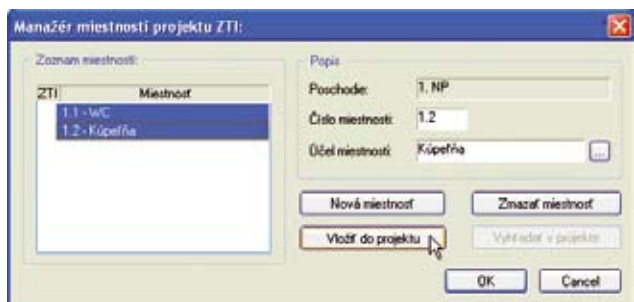 Manažér miestností projektu ZTI:
Zoznam miestností:
ZTI Miestnosť
1.1 - WC
1.2 - Kúpeľňa
Popis
Poschodie: 1. NP
Číslo miestnosti: 1.2
Účel miestnosti: Kúpeľňa ...
Nová miestnosť
Zmazať miestnosť
Vložiť do projektu
Vyhľadať v projekte
OK
Cancel